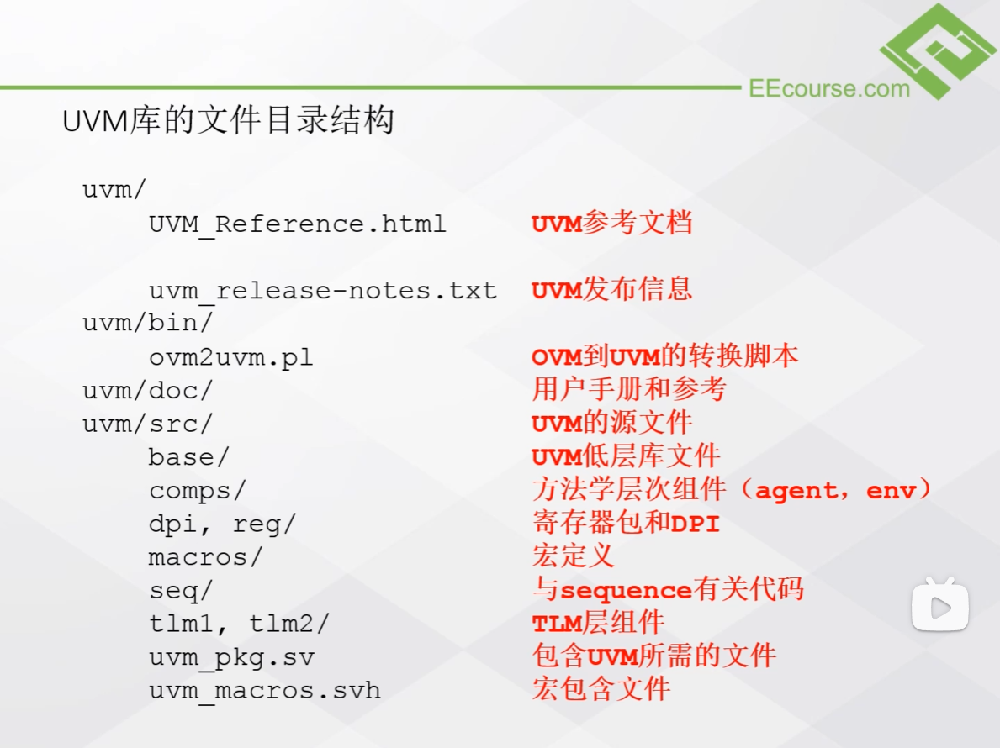 EEcourse.com
UVM库的文件目录结构
uvm/
UVM_Reference.html UVM参考文档
uvm_release-notes.txt UVM发布信息
uvm/bin/
ovm2uvm.pl OVM到UVM的转换脚本
uvm/doc/ 用户手册和参考
uvm/src/ UVM的源文件
base/ UVM低层库文件
comps/ 方法学层次组件（agent，env）
dpi, reg/ 寄存器包和DPI
macros/ 宏定义
seq/ 与sequence有关代码
tlm1, tlm2/ TLM层组件
uvm_pkg.sv 包含UVM所需的文件
uvm_macros.svh 宏包含文件